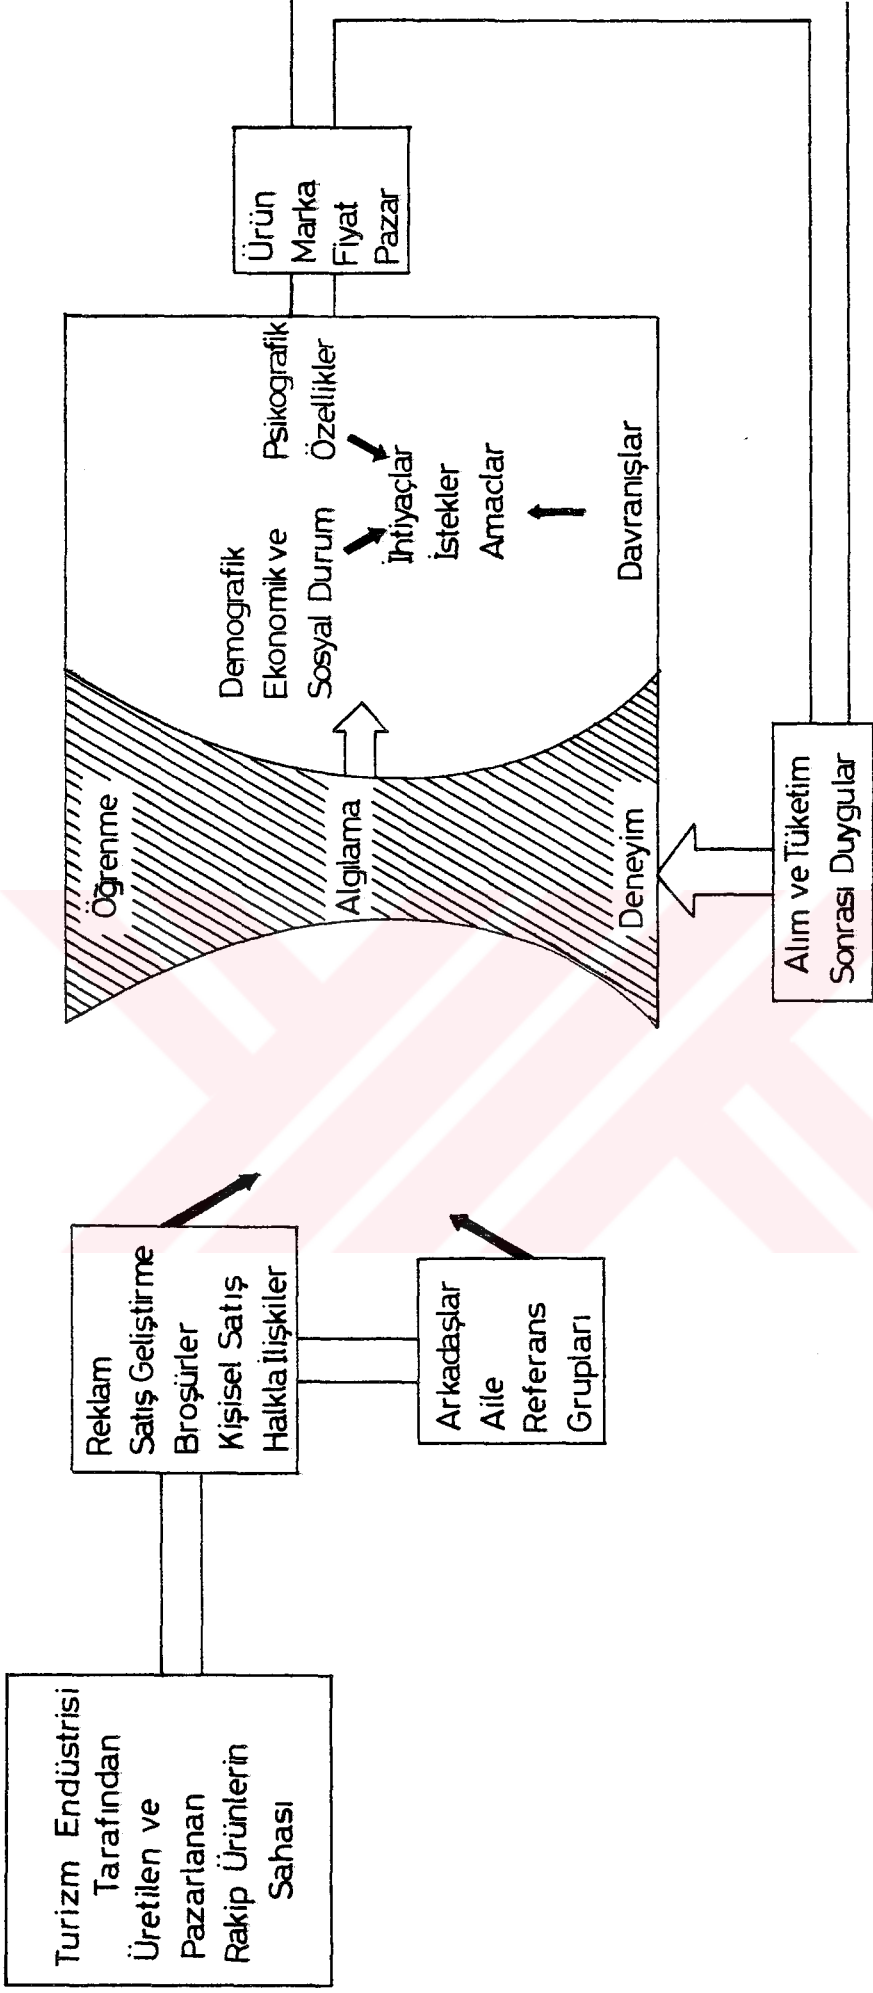 Turizm Endüstrisi
Tarafından
Üretilen ve
Pazarlanan
Rakip Ürünlerin
Sahası
Reklam
Satış Geliştirme
Broşürler
Kişisel Satış
Halkla İlişkiler
Arkadaşlar
Aile
Referans
Grupları
Öğrenme
Algılama
Deneyim
Demografik
Ekonomik ve
Sosyal Durum
Psikografik
Özellikler
İhtiyaçlar
İstekler
Amaclar
Davranışlar
Ürün
Marka
Fiyat
Pazar
Alım ve Tüketim
Sonrası Duygular